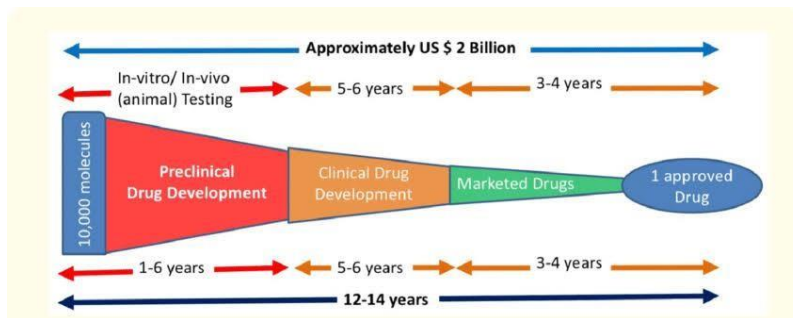 Approximately US $ 2 Billion
In-vitro/ In-vivo
(animal) Testing
5-6 years
3-4 years
10,000 molecules
Preclinical
Drug Development
Clinical Drug
Development
Marketed Drugs
1 approved
Drug
1-6 years
5-6 years
3-4 years
12-14 years